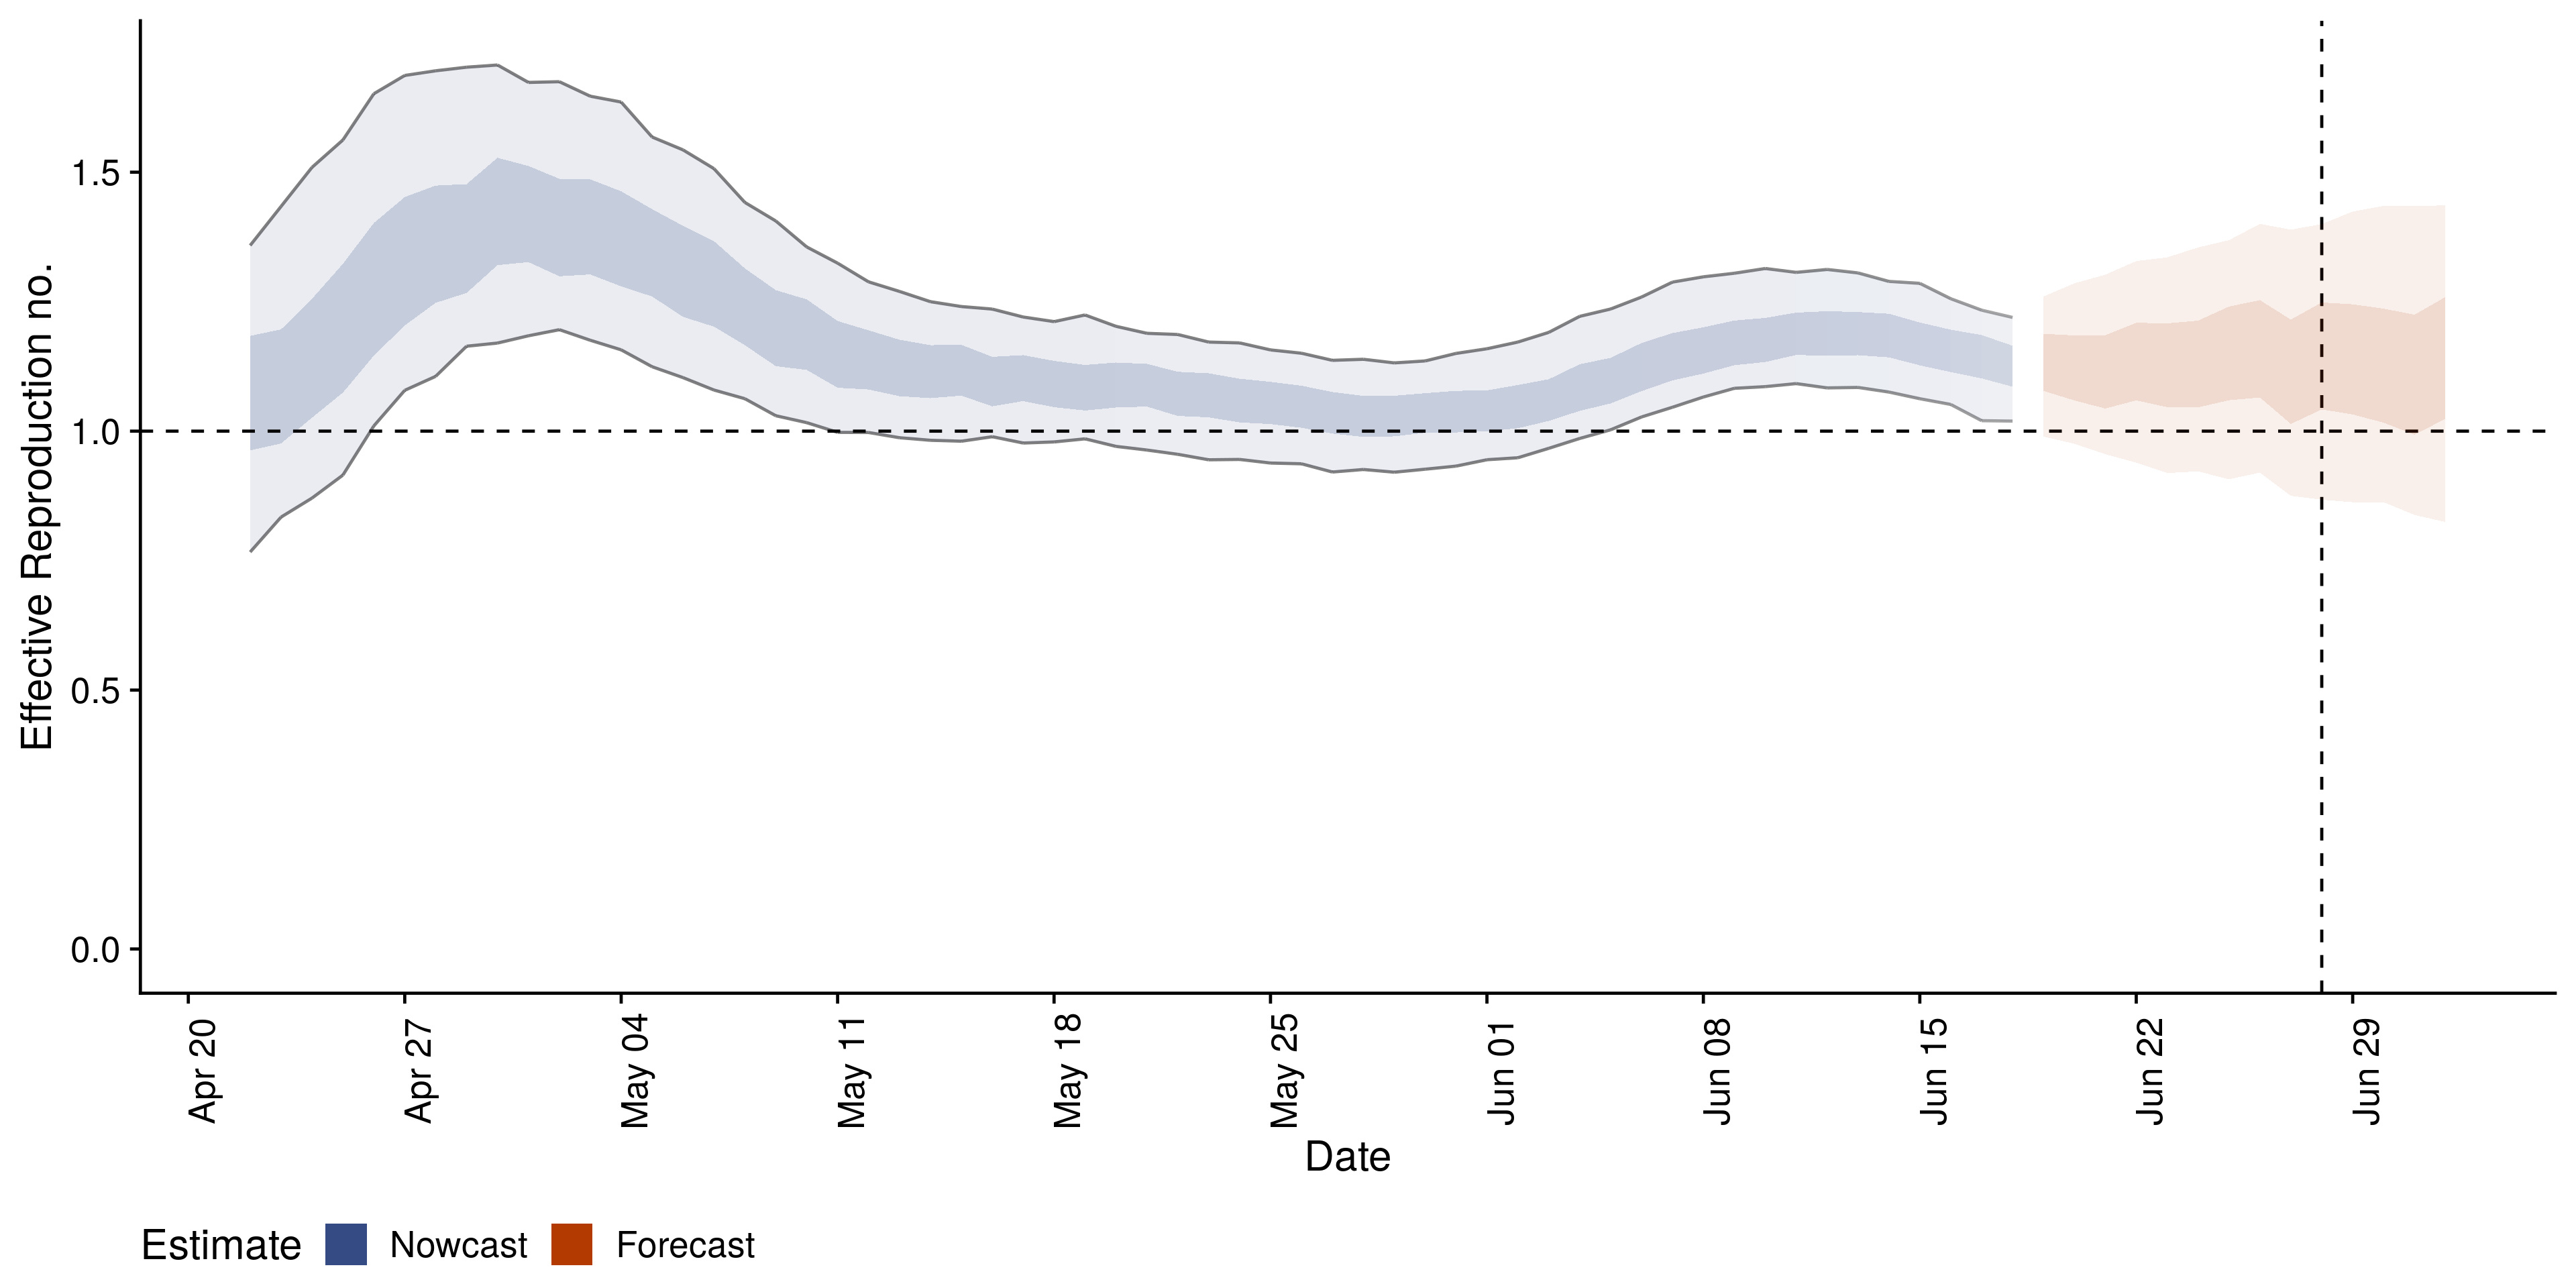 Effective Reproduction no.
1.5
1.0
0.5
0.0
Apr 20
Apr 27
May 04
May 11
May 18
May 25
Jun 01
Jun 08
Jun 15
Jun 22
Jun 29
Date
Estimate Nowcast Forecast